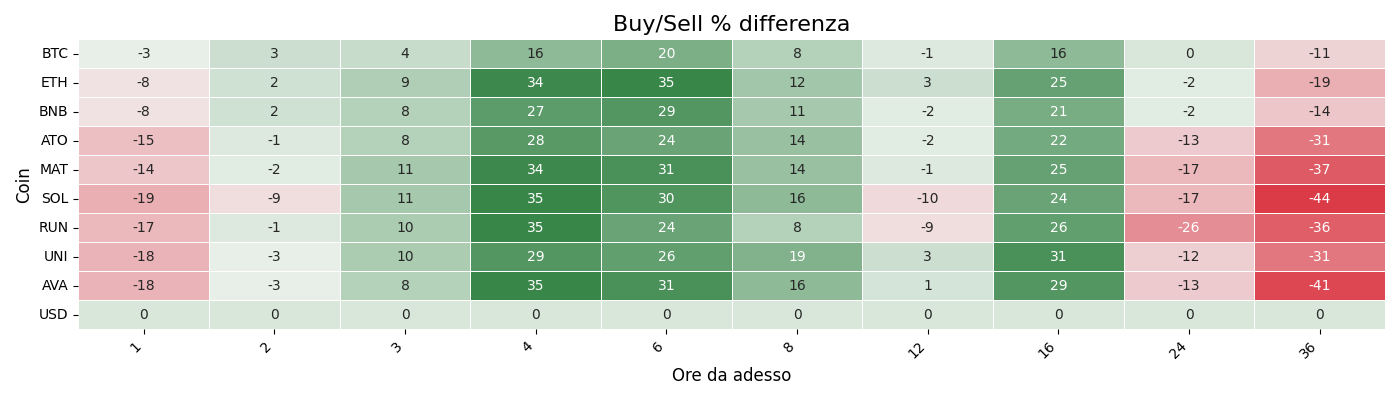 Buy/Sell % differenza
Coin
BTC -3 3 4 16 20 8 -1 16 0 -11
ETH -8 2 9 34 35 12 3 25 -2 -19
BNB -8 2 8 27 29 11 -2 21 -2 -14
ATO -15 -1 8 28 24 14 -2 22 -13 -31
MAT -14 -2 11 34 31 14 -1 25 -17 -37
SOL -19 -9 11 35 30 16 -10 24 -17 -44
RUN -17 -1 10 35 24 8 -9 26 -26 -36
UNI -18 -3 10 29 26 19 3 31 -12 -31
AVA -18 -3 8 35 31 16 1 29 -13 -41
USD 0 0 0 0 0 0 0 0 0 0
1 2 3 4 6 8 12 16 24 36
Ore da adesso